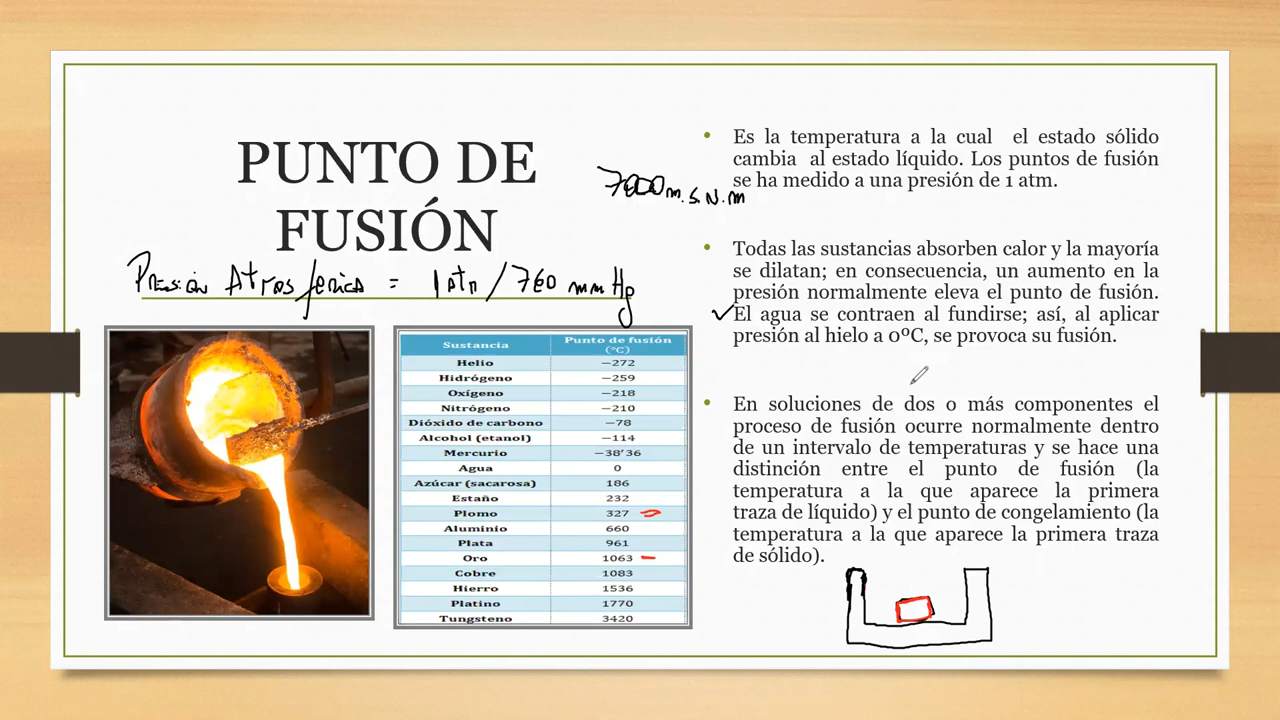 PUNTO DE
FUSIÓN
7000 m.s.N.m
Presión Atmosferica = 1 atm / 760 mm Hg
Sustancia Punto de fusión (°C)
Helio −272
Hidrógeno −259
Oxígeno −218
Nitrógeno −210
Dióxido de carbono −78
Alcohol (etanol) −114
Mercurio −38'36
Agua 0
Azúcar (sacarosa) 186
Estaño 232
Plomo 327
Aluminio 660
Plata 961
Oro 1063
Cobre 1083
Hierro 1536
Platino 1770
Tungsteno 3420
• Es la temperatura a la cual el estado sólido
cambia al estado líquido. Los puntos de fusión
se ha medido a una presión de 1 atm.
• Todas las sustancias absorben calor y la mayoría
se dilatan; en consecuencia, un aumento en la
presión normalmente eleva el punto de fusión.
El agua se contraen al fundirse; así, al aplicar
presión al hielo a 0ºC, se provoca su fusión.
• En soluciones de dos o más componentes el
proceso de fusión ocurre normalmente dentro
de un intervalo de temperaturas y se hace una
distinción entre el punto de fusión (la
temperatura a la que aparece la primera
traza de líquido) y el punto de congelamiento (la
temperatura a la que aparece la primera traza
de sólido).